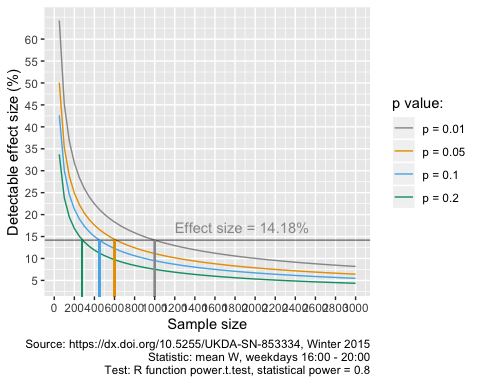 60
55
50
45
40
35
30
25
20
15
10
5
Detectable effect size (%)
Effect size = 14.18%
0 200 400 600 800 1000 1200 1400 1600 1800 2000 2200 2400 2600 2800 3000
Sample size
p value:
p = 0.01
p = 0.05
p = 0.1
p = 0.2
Source: https://dx.doi.org/10.5255/UKDA-SN-853334, Winter 2015
Statistic: mean W, weekdays 16:00 - 20:00
Test: R function power.t.test, statistical power = 0.8